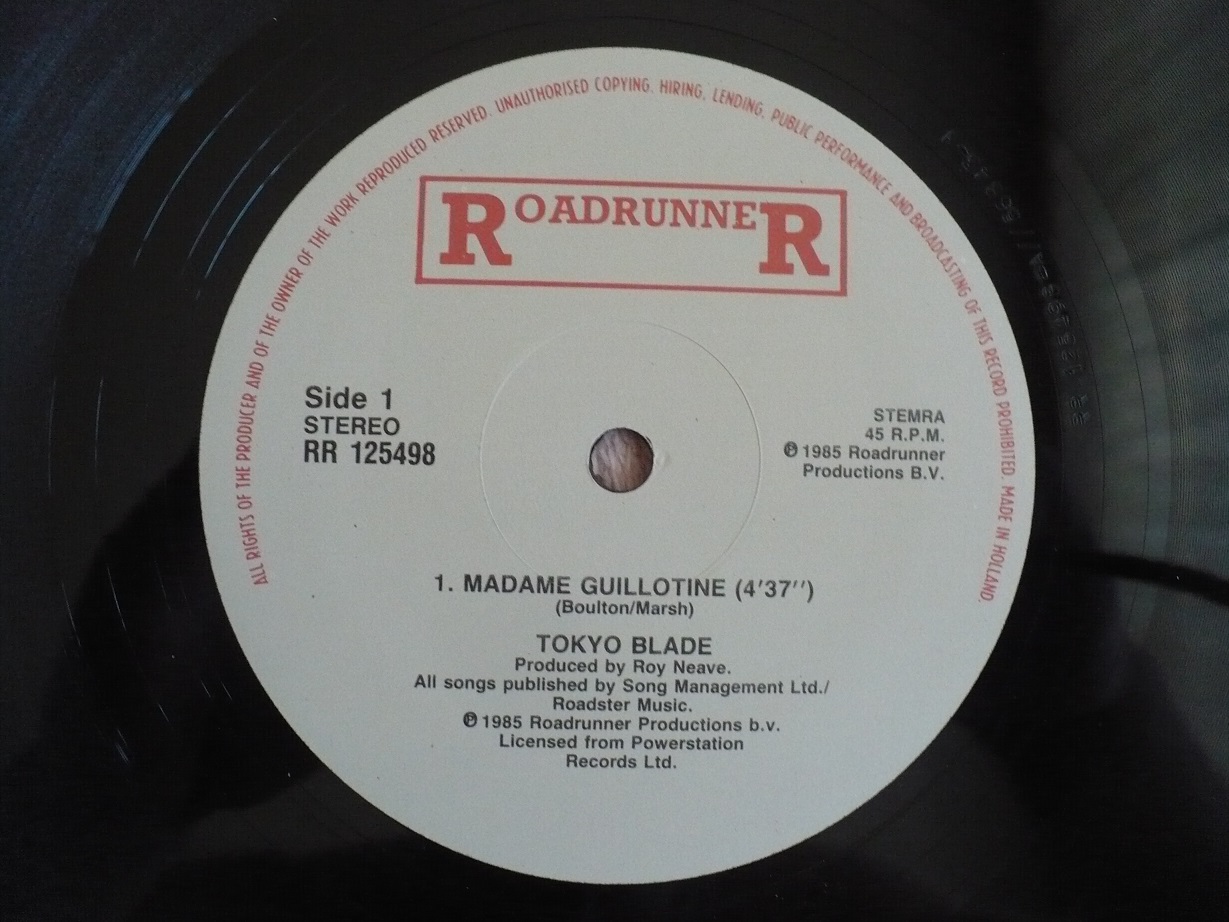 ALL RIGHTS OF THE PRODUCER AND OF THE OWNER OF THE WORK REPRODUCED RESERVED. UNAUTHORISED COPYING, HIRING, LENDING, PUBLIC PERFORMANCE AND BROADCASTING OF THIS RECORD PROHIBITED. MADE IN HOLLAND.
ROADRUNNER
Side 1
STEREO
RR 125498
STEMRA
45 R.P.M.
℗ 1985 Roadrunner
Productions B.V.
1. MADAME GUILLOTINE (4'37'')
(Boulton/Marsh)
TOKYO BLADE
Produced by Roy Neave.
All songs published by Song Management Ltd./
Roadster Music.
℗ 1985 Roadrunner Productions b.v.
Licensed from Powerstation
Records Ltd.